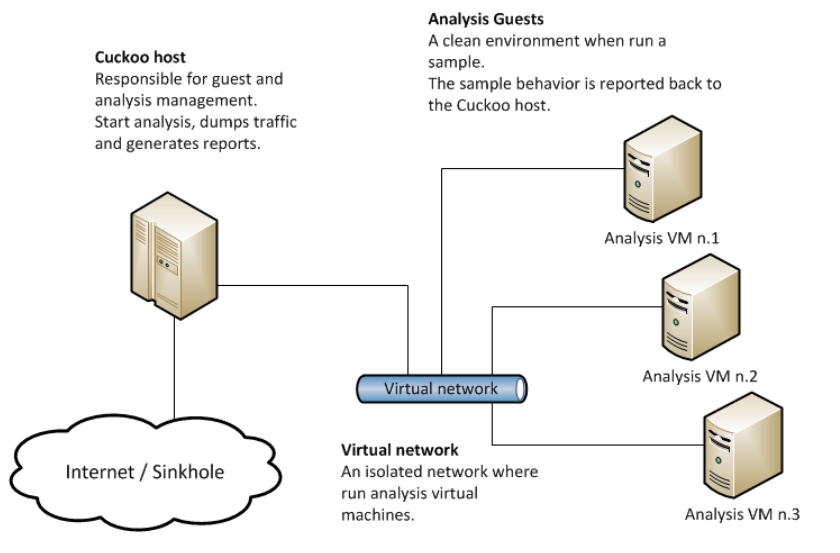 Cuckoo host
Responsible for guest and
analysis management.
Start analysis, dumps traffic
and generates reports.
Analysis Guests
A clean environment when run a
sample.
The sample behavior is reported back to
the Cuckoo host.
Analysis VM n.1
Analysis VM n.2
Virtual network
Virtual network
An isolated network where
run analysis virtual
machines.
Internet / Sinkhole
Analysis VM n.3